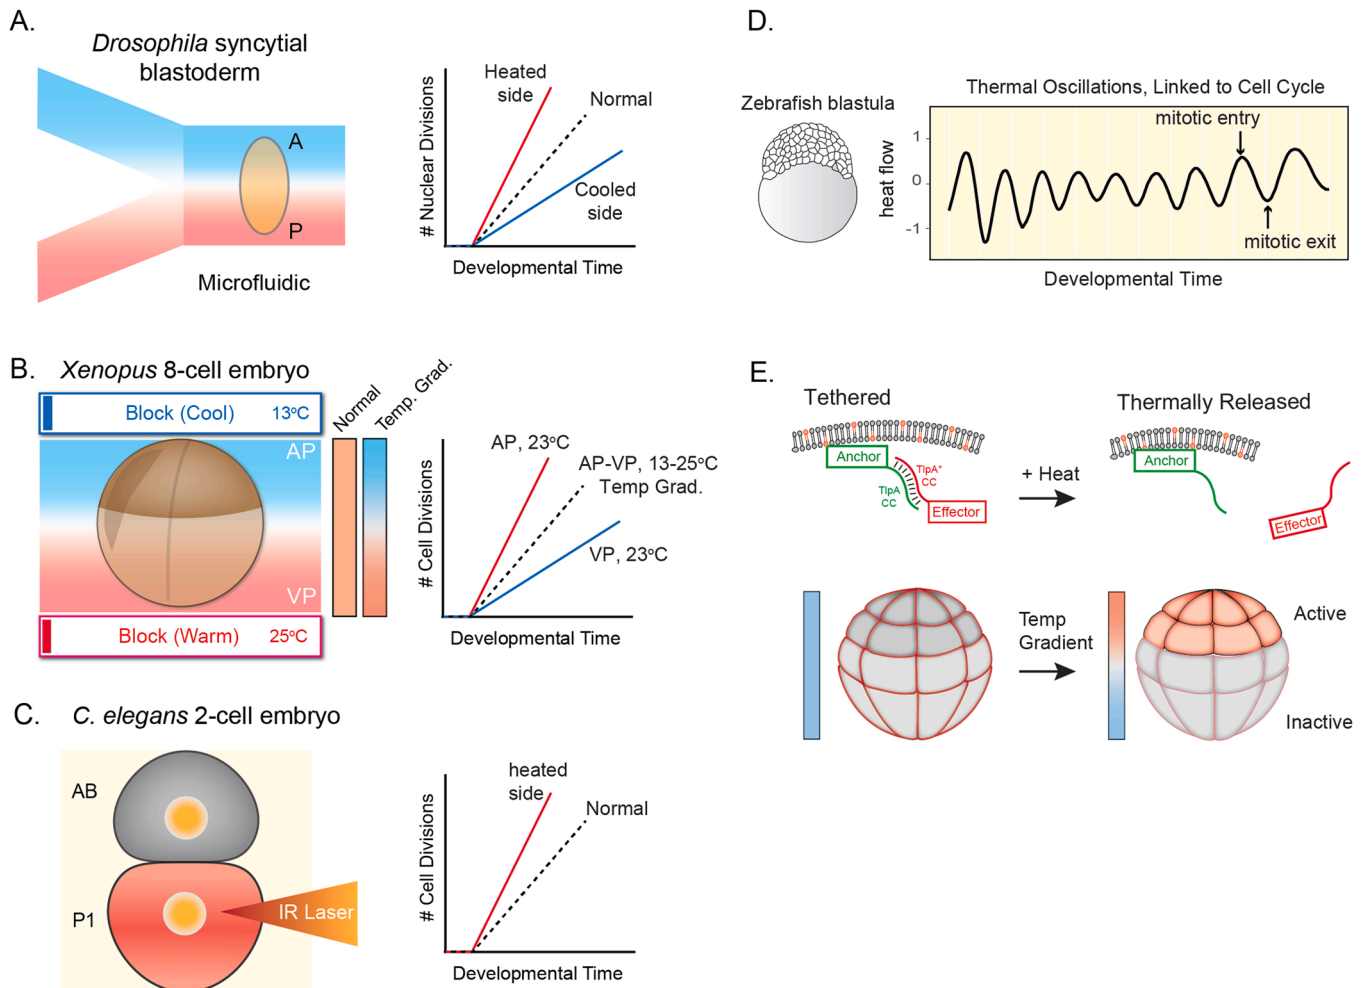 A.
Drosophila syncytial
blastoderm
A
P
Microfluidic
# Nuclear Divisions
Heated
side
Normal
Cooled
side
Developmental Time
B.
Xenopus 8-cell embryo
Block (Cool) 13°C
AP
VP
Block (Warm) 25°C
Normal
Temp. Grad.
# Cell Divisions
AP, 23°C
AP-VP, 13-25°C
Temp Grad.
VP, 23°C
Developmental Time
C.
C. elegans 2-cell embryo
AB
P1
IR Laser
# Cell Divisions
heated
side
Normal
Developmental Time
D.
Zebrafish blastula
Thermal Oscillations, Linked to Cell Cycle
heat flow
1
0
-1
mitotic entry
mitotic exit
Developmental Time
E.
Tethered
Anchor
TlpA*
CC
TlpA
CC
Effector
+ Heat
Thermally Released
Anchor
Effector
Temp
Gradient
Active
Inactive